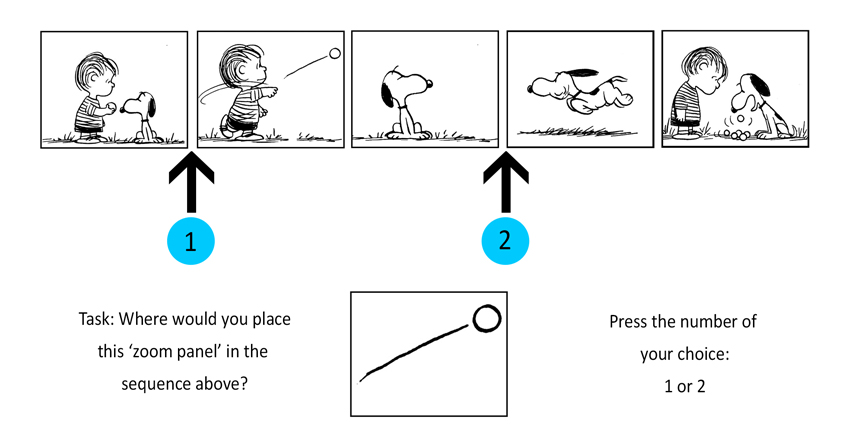 1
2
Task: Where would you place
this ‘zoom panel’ in the
sequence above?
Press the number of
your choice:
1 or 2